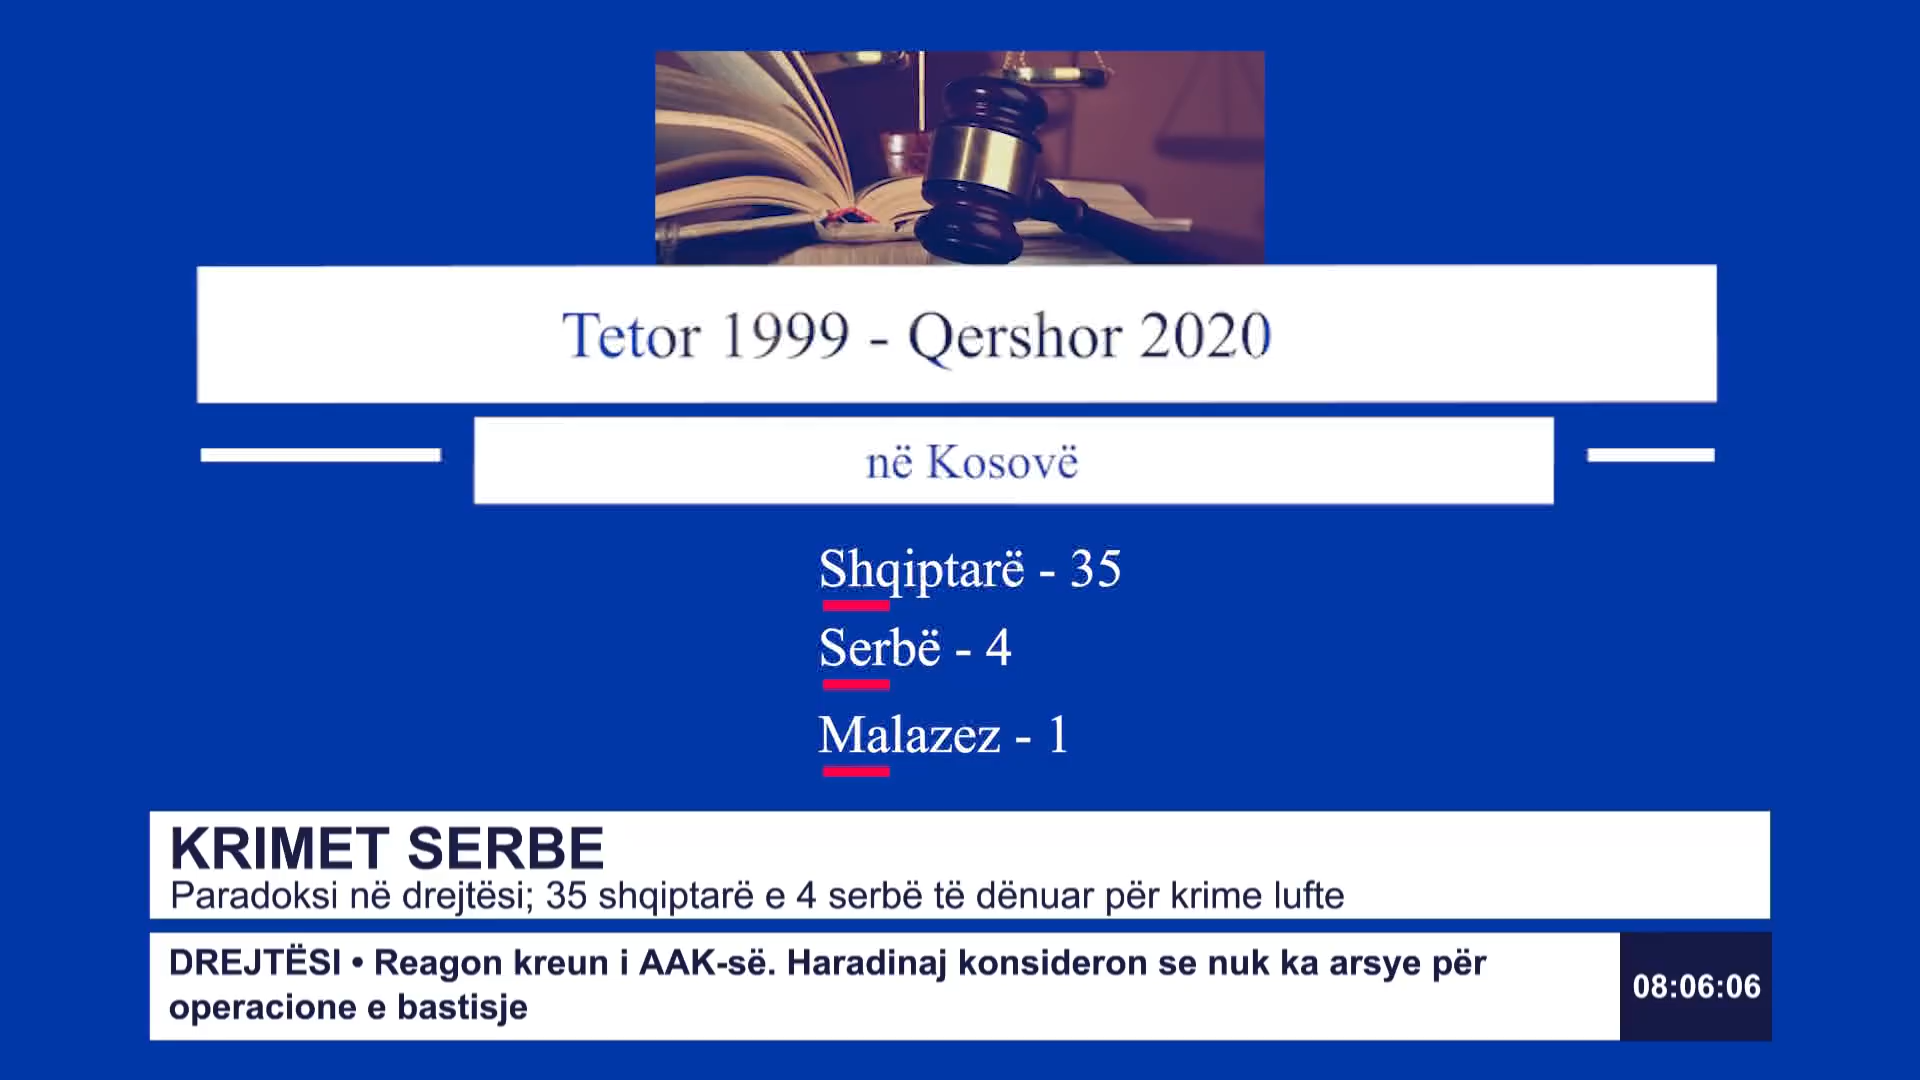 Tetor 1999 - Qershor 2020
në Kosovë
Shqiptarë - 35
Serbë - 4
Malazez - 1
KRIMET SERBE
Paradoksi në drejtësi; 35 shqiptarë e 4 serbë të dënuar për krime lufte
DREJTËSI • Reagon kreun i AAK-së. Haradinaj konsideron se nuk ka arsye për
operacione e bastisje
08:06:06